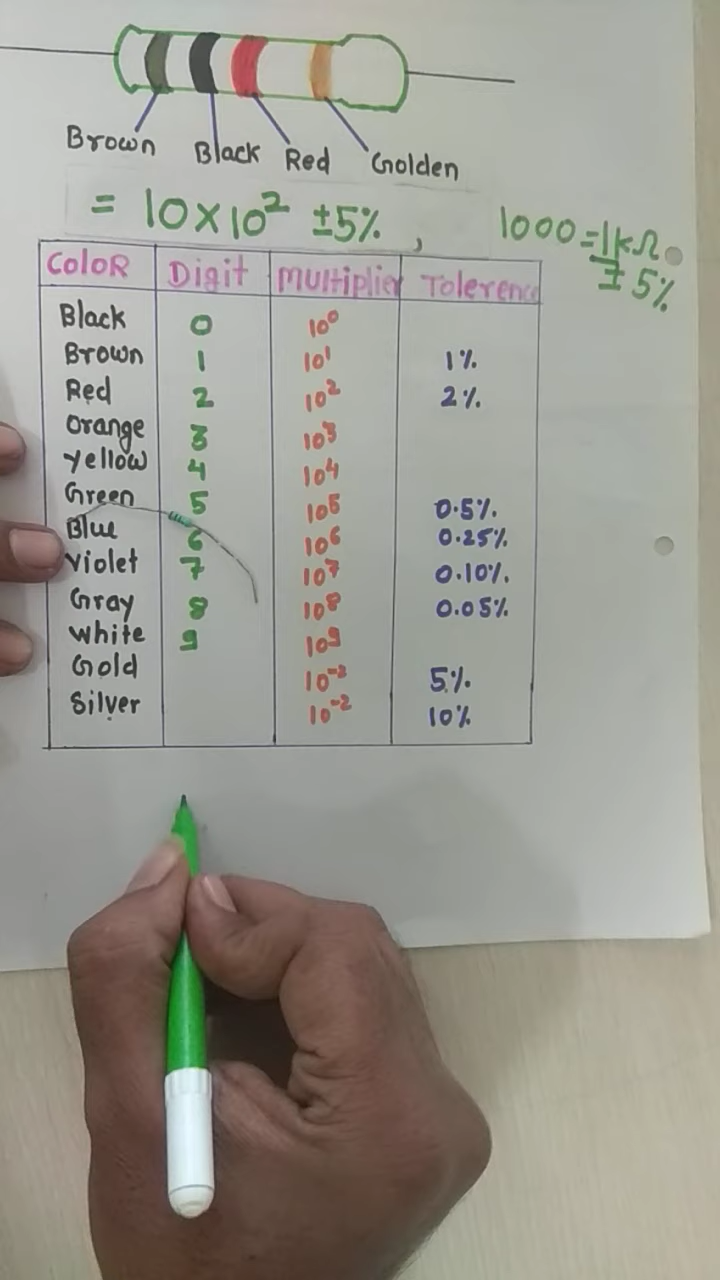 Brown Black Red Golden
= 10×10² ±5% , 1000 = 1kΩ
± 5%
ColoR Digit Multiplier Tolerence
Black 0 10⁰
Brown 1 10¹ 1%
Red 2 10² 2%
Orange 3 10³
Yellow 4 10⁴
Green 5 10⁵ 0.5%
Blue 6 10⁶ 0.25%
Violet 7 10⁷ 0.10%
Gray 8 10⁸ 0.05%
White 9 10⁹
Gold 10⁻² 5%
Silver 10⁻² 10%